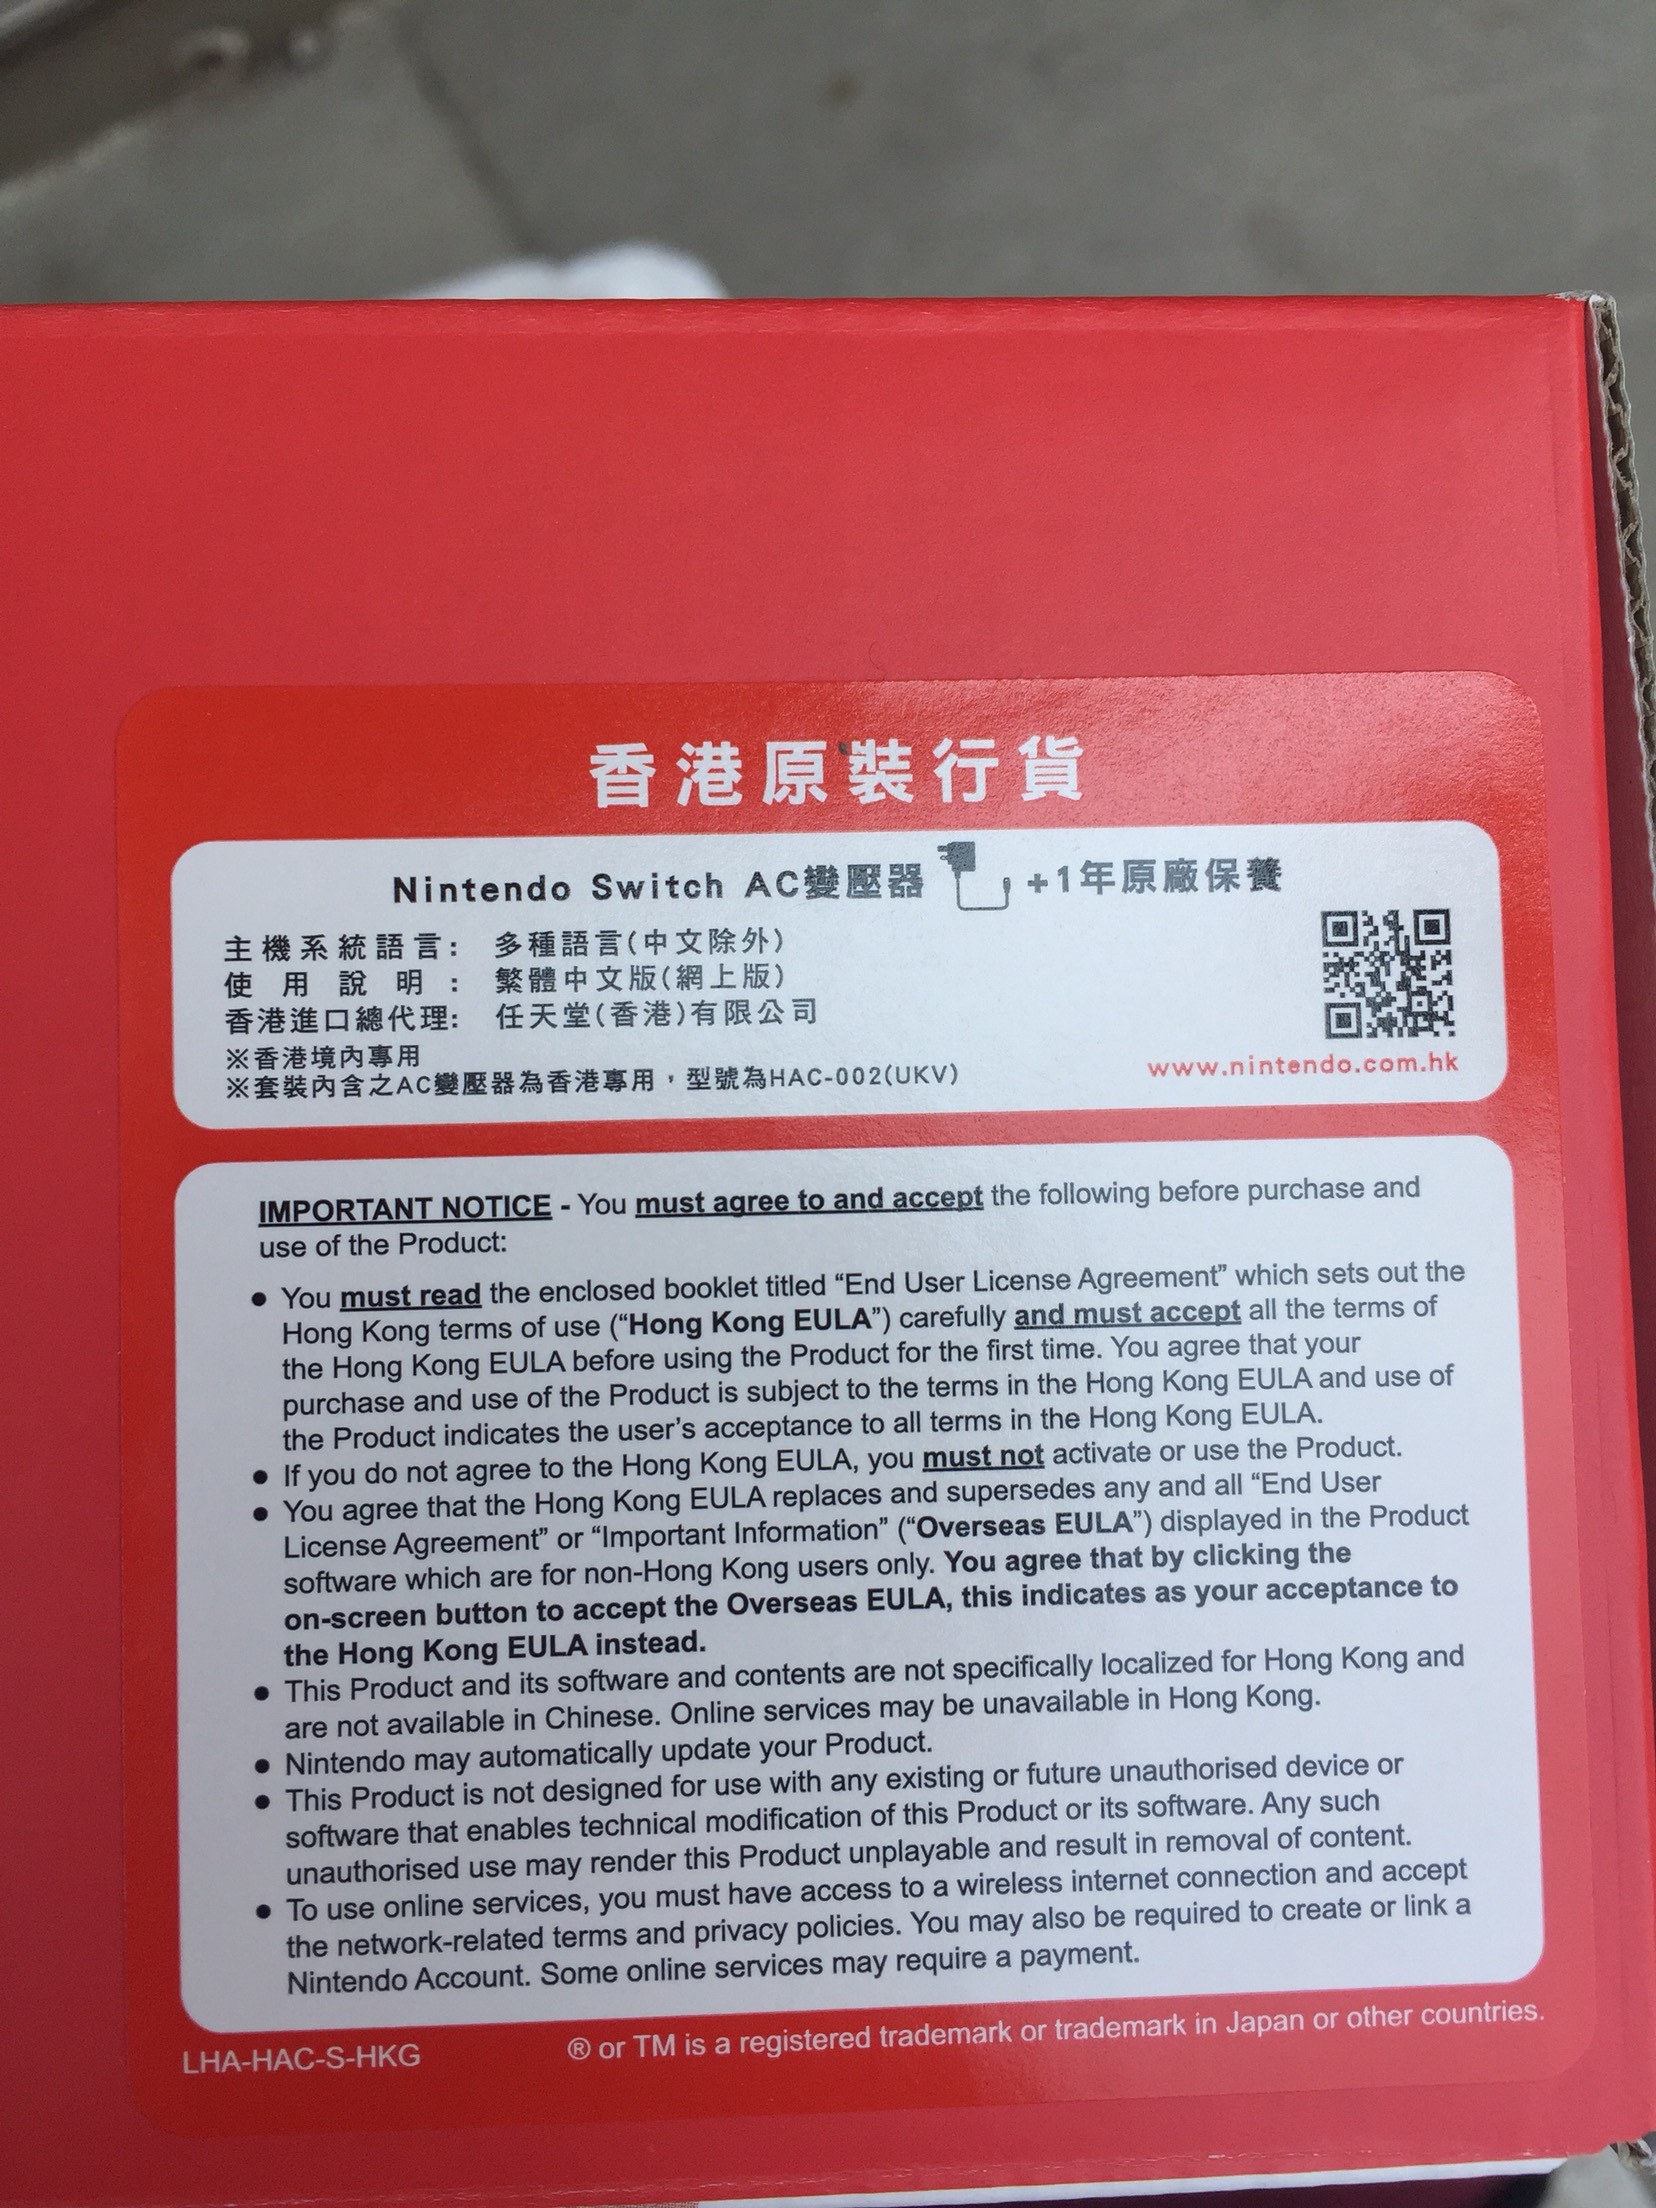 香港原裝行貨
Nintendo Switch AC變壓器 +1年原廠保養
主機系統語言: 多種語言(中文除外)
使用說明: 繁體中文版(網上版)
香港進口總代理: 任天堂(香港)有限公司
※香港境內專用
※套裝內含之AC變壓器為香港專用，型號為HAC-002(UKV)
www.nintendo.com.hk
IMPORTANT NOTICE - You must agree to and accept the following before purchase and
use of the Product:
● You must read the enclosed booklet titled “End User License Agreement” which sets out the
Hong Kong terms of use (“Hong Kong EULA”) carefully and must accept all the terms of
the Hong Kong EULA before using the Product for the first time. You agree that your
purchase and use of the Product is subject to the terms in the Hong Kong EULA and use of
the Product indicates the user’s acceptance to all terms in the Hong Kong EULA.
● If you do not agree to the Hong Kong EULA, you must not activate or use the Product.
● You agree that the Hong Kong EULA replaces and supersedes any and all “End User
License Agreement” or “Important Information” (“Overseas EULA”) displayed in the Product
software which are for non-Hong Kong users only. You agree that by clicking the
on-screen button to accept the Overseas EULA, this indicates as your acceptance to
the Hong Kong EULA instead.
● This Product and its software and contents are not specifically localized for Hong Kong and
are not available in Chinese. Online services may be unavailable in Hong Kong.
● Nintendo may automatically update your Product.
● This Product is not designed for use with any existing or future unauthorised device or
software that enables technical modification of this Product or its software. Any such
unauthorised use may render this Product unplayable and result in removal of content.
● To use online services, you must have access to a wireless internet connection and accept
the network-related terms and privacy policies. You may also be required to create or link a
Nintendo Account. Some online services may require a payment.
LHA-HAC-S-HKG
® or TM is a registered trademark or trademark in Japan or other countries.